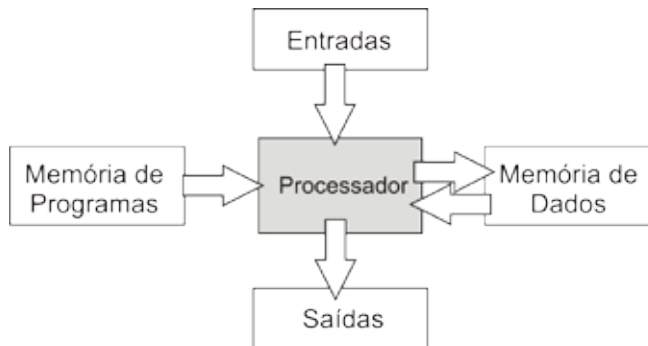 Entradas
Memória de
Programas
Processador
Memória de
Dados
Saídas